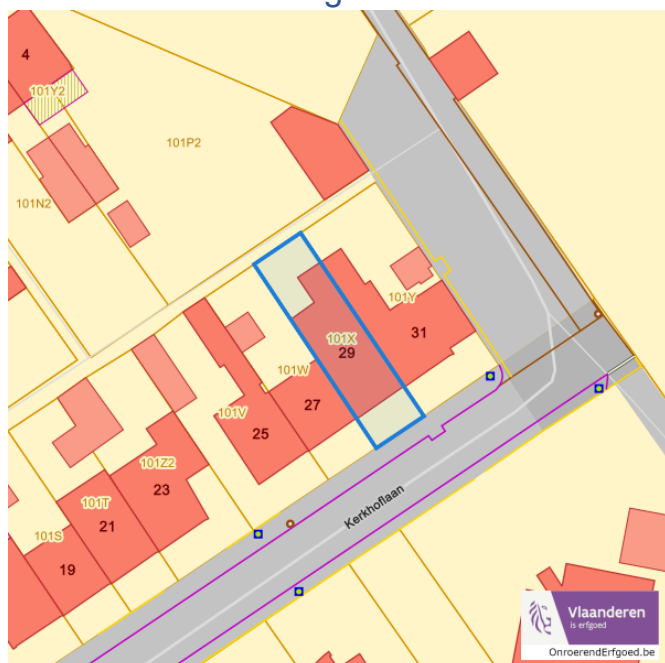 4
101Y2
101P2
101N2
101Y
31
101X
29
101W
27
101V
25
101Z2
23
101T
21
101S
19
Kerkhoflaan
Vlaanderen
is erfgoed
OnroerendErfgoed.be